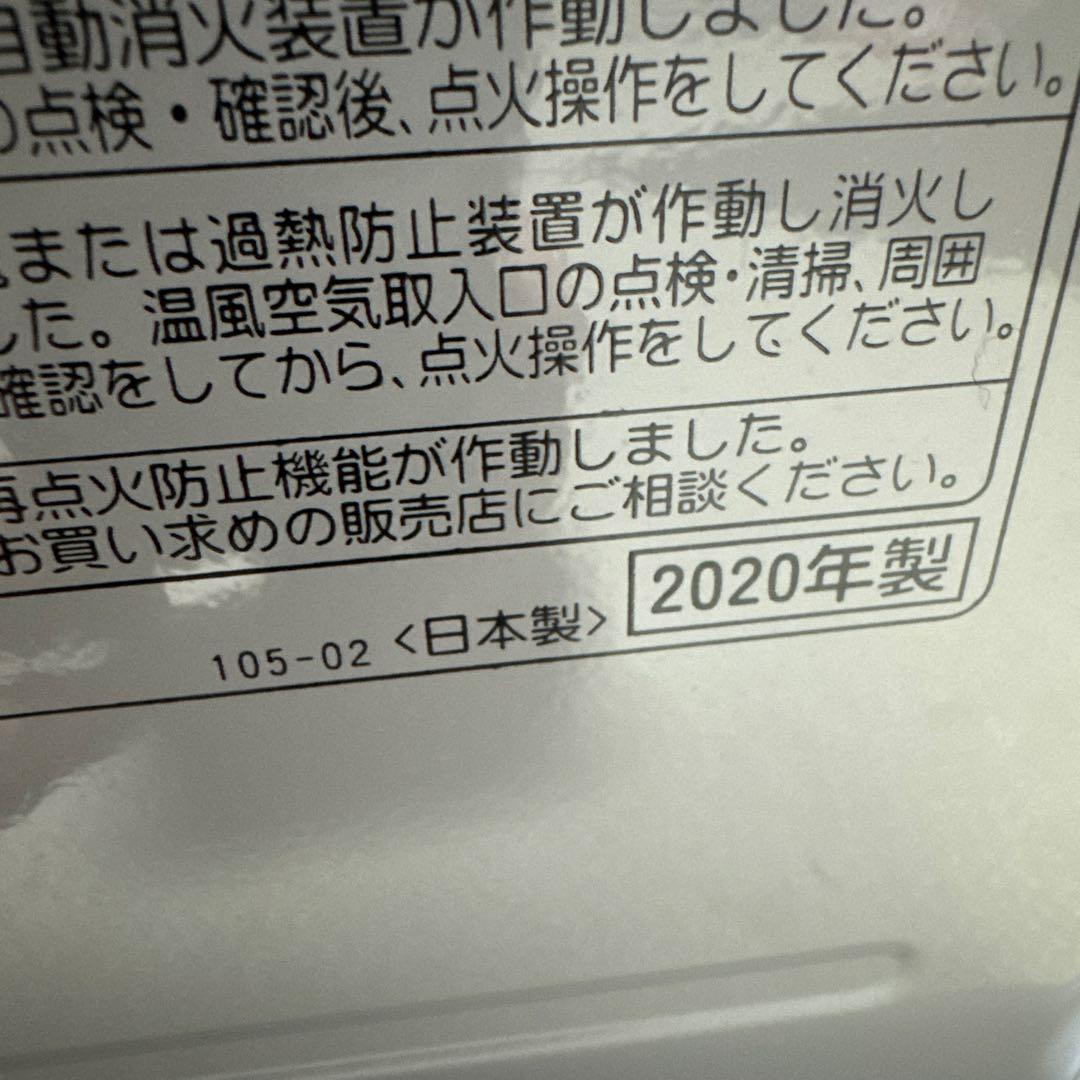 自動消火装置が作動しました。
の点検・確認後、点火操作をしてください。
または過熱防止装置が作動し消火し
した。温風空気取入口の点検・清掃、周囲
確認をしてから、点火操作をしてください。
再点火防止機能が作動しました。
お買い求めの販売店にご相談ください。
105-02 <日本製> 2020年製